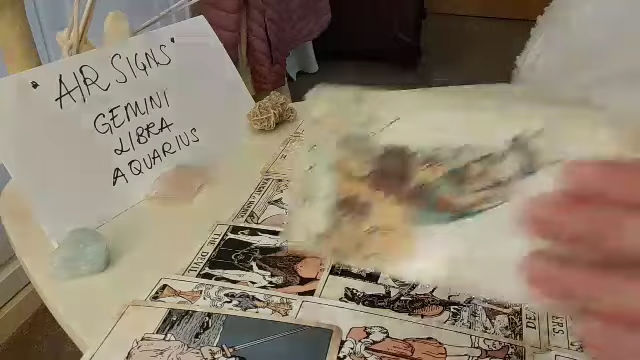 "AIR SIGNS"
GEMINI
LIBRA
AQUARIUS
THE DEVIL